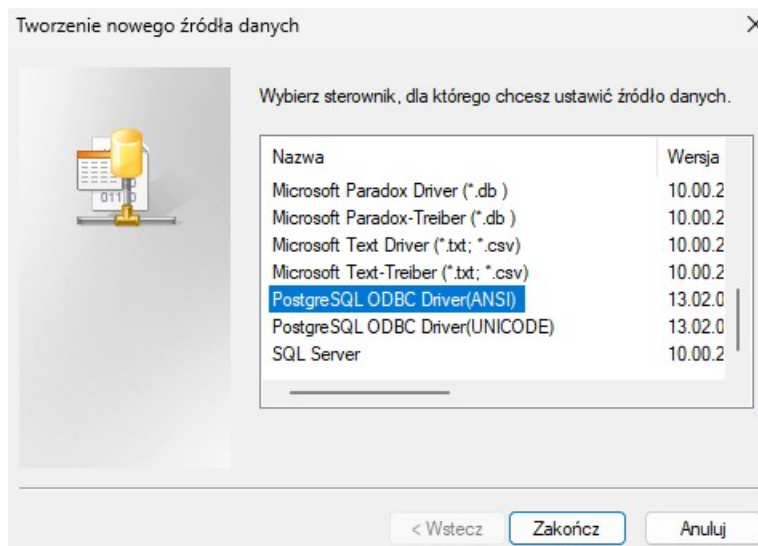 Tworzenie nowego źródła danych
Wybierz sterownik, dla którego chcesz ustawić źródło danych.
Nazwa Wersja
Microsoft Paradox Driver (*.db ) 10.00.2
Microsoft Paradox-Treiber (*.db ) 10.00.2
Microsoft Text Driver (*.txt; *.csv) 10.00.2
Microsoft Text-Treiber (*.txt; *.csv) 10.00.2
PostgreSQL ODBC Driver(ANSI) 13.02.0
PostgreSQL ODBC Driver(UNICODE) 13.02.0
SQL Server 10.00.2
< Wstecz Zakończ Anuluj